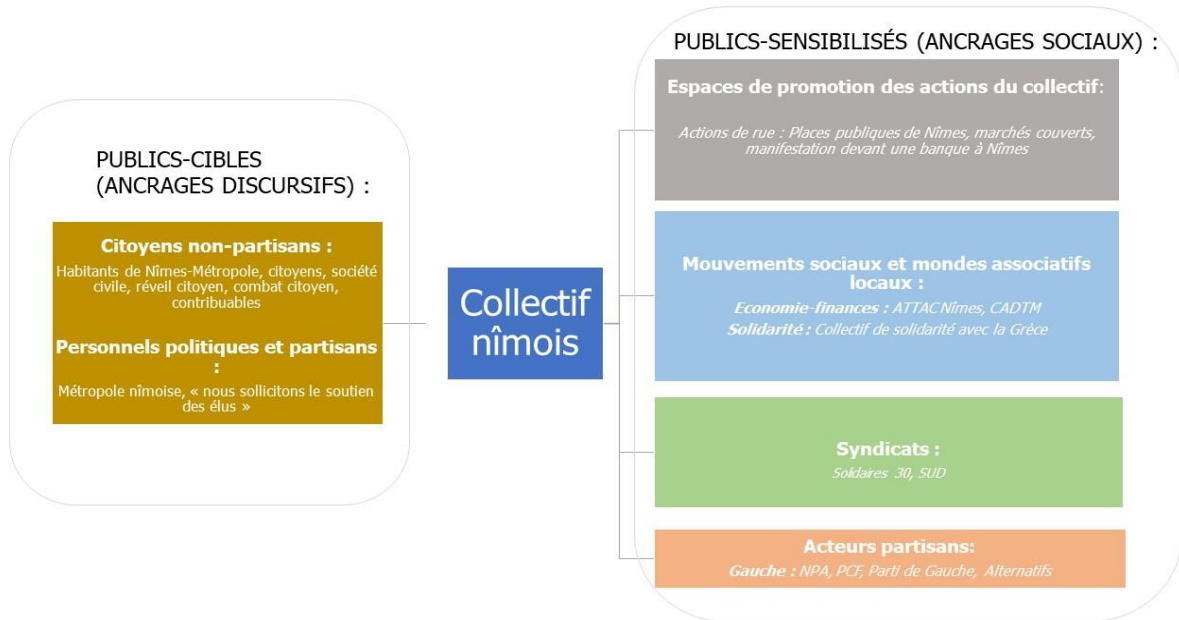 PUBLICS-CIBLES
(ANCRAGES DISCURSIFS) :
Citoyens non-partisans :
Habitants de Nîmes-Métropole, citoyens, société
civile, réveil citoyen, combat citoyen,
contribuables
Personnels politiques et partisans
:
Métropole nîmoise, « nous sollicitons le soutien
des élus »
Collectif
nîmois
PUBLICS-SENSIBILISÉS (ANCRAGES SOCIAUX) :
Espaces de promotion des actions du collectif:
Actions de rue : Places publiques de Nîmes, marchés couverts,
manifestation devant une banque à Nîmes
Mouvements sociaux et mondes associatifs
locaux :
Economie-finances : ATTAC Nîmes, CADTM
Solidarité : Collectif de solidarité avec la Grèce
Syndicats :
Solidaires 30, SUD
Acteurs partisans:
Gauche : NPA, PCF, Parti de Gauche, Alternatifs